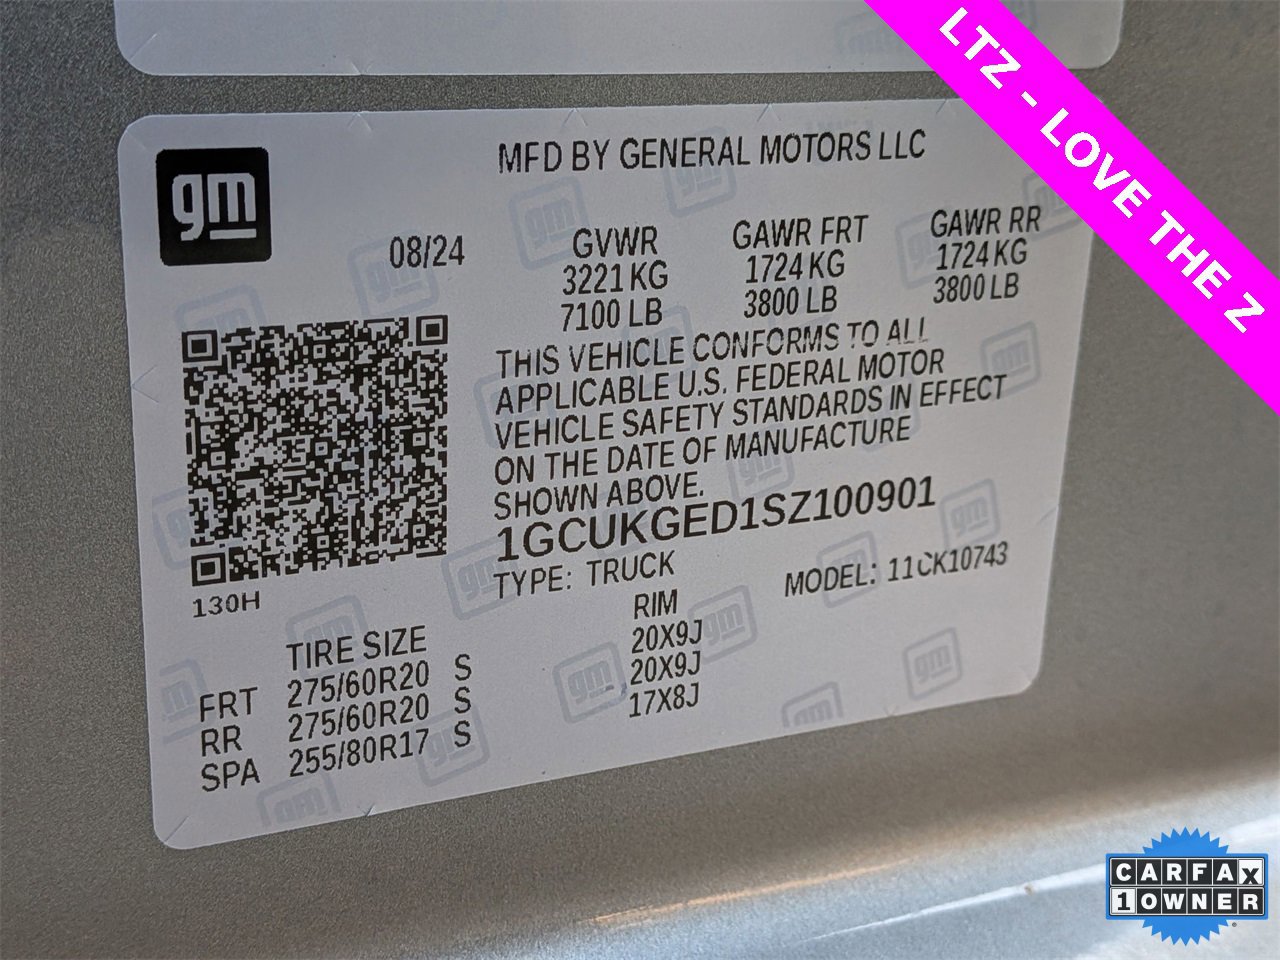 LTZ - LOVE THE Z
gm
MFD BY GENERAL MOTORS LLC
08/24
GVWR
3221 KG
7100 LB
GAWR FRT
1724 KG
3800 LB
GAWR RR
1724 KG
3800 LB
THIS VEHICLE CONFORMS TO ALL
APPLICABLE U.S. FEDERAL MOTOR
VEHICLE SAFETY STANDARDS IN EFFECT
ON THE DATE OF MANUFACTURE
SHOWN ABOVE.
1GCUKGED1SZ100901
TYPE: TRUCK
MODEL: 11CK10743
130H
TIRE SIZE
RIM
FRT 275/60R20 S 20X9J
RR 275/60R20 S 20X9J
SPA 255/80R17 S 17X8J
CARFAX
1 OWNER